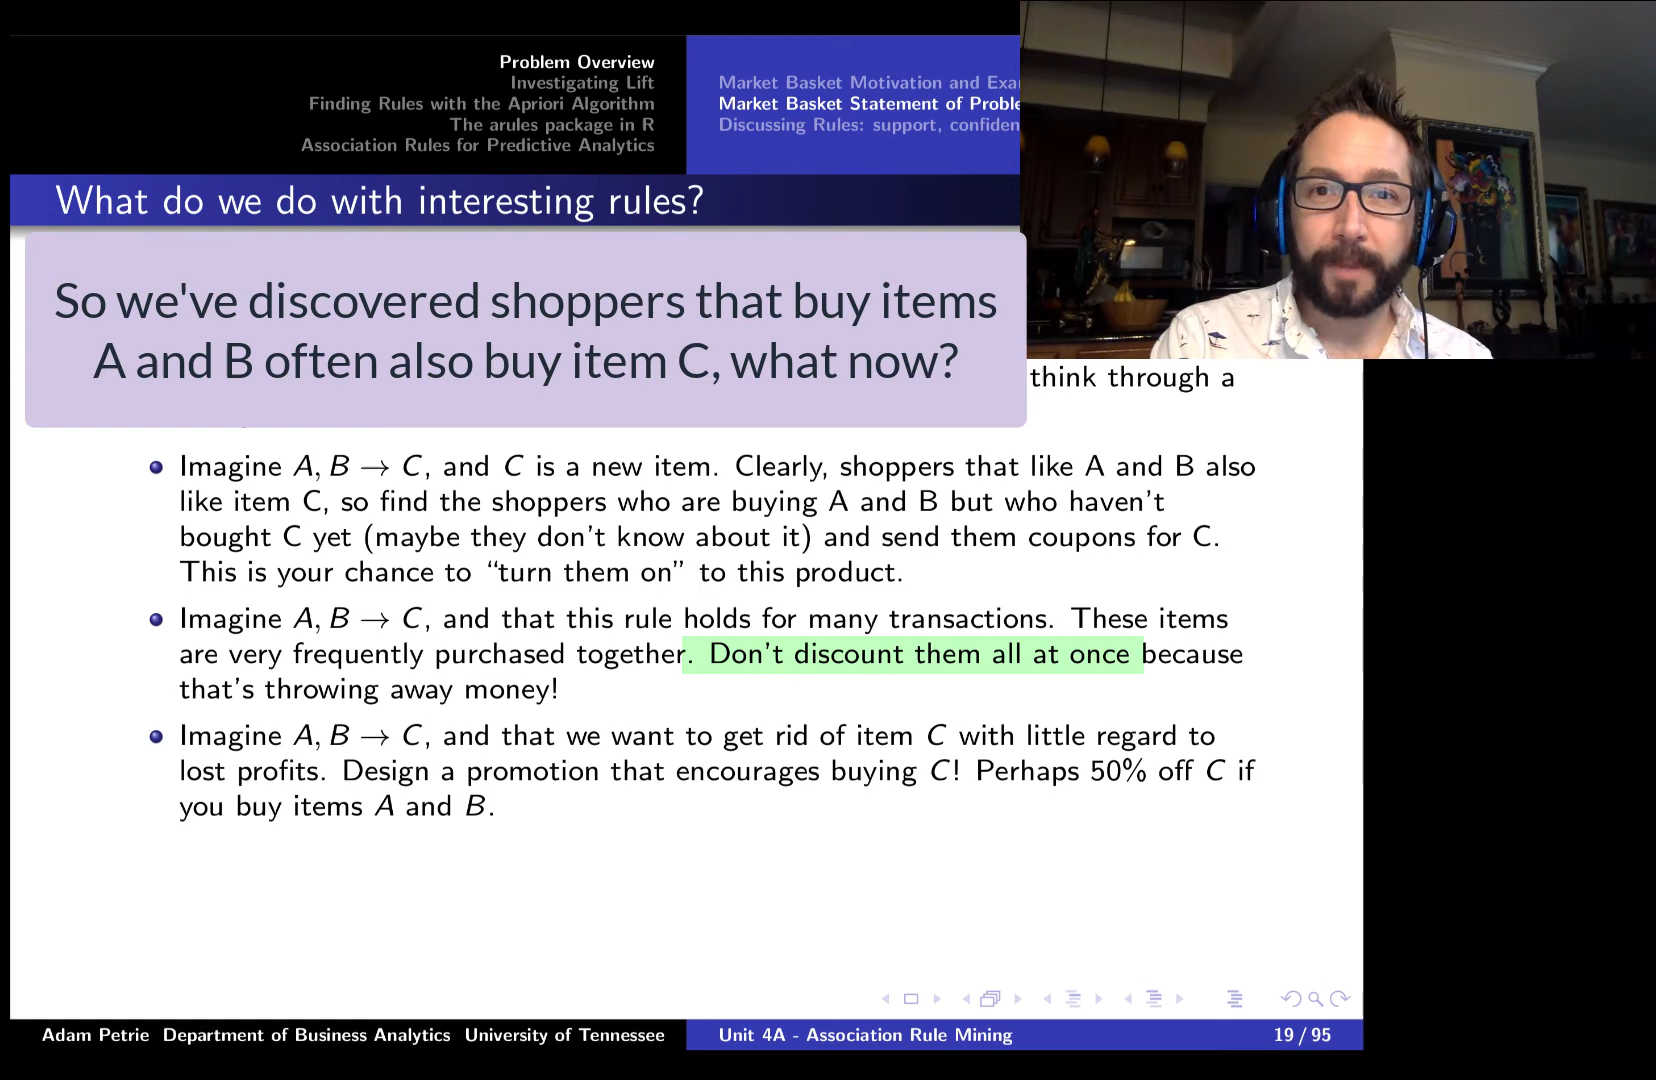 Problem Overview
Investigating Lift
Finding Rules with the Apriori Algorithm
The arules package in R
Association Rules for Predictive Analytics
Market Basket Motivation and
Market Basket Statement of
Discussing Rules: support,
What do we do with interesting rules?
So we've discovered shoppers that buy items
A and B often also buy item C, what now?
think through a
Imagine A, B → C, and C is a new item. Clearly, shoppers that like A and B also
like item C, so find the shoppers who are buying A and B but who haven't
bought C yet (maybe they don't know about it) and send them coupons for C.
This is your chance to “turn them on” to this product.
Imagine A, B → C, and that this rule holds for many transactions. These items
are very frequently purchased together. Don't discount them all at once because
that's throwing away money!
Imagine A, B → C, and that we want to get rid of item C with little regard to
lost profits. Design a promotion that encourages buying C! Perhaps 50% off C if
you buy items A and B.
Adam Petrie Department of Business Analytics University of Tennessee
Unit 4A - Association Rule Mining
19 / 95